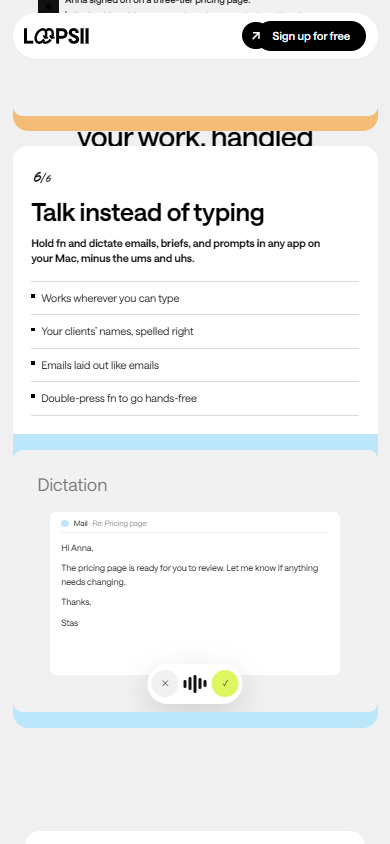 Anna signed on on a three-tier pricing page.
LOOPSII
Sign up for free
your work, handled
6/6
Talk instead of typing
Hold fn and dictate emails, briefs, and prompts in any app on
your Mac, minus the ums and uhs.
Works wherever you can type
Your clients' names, spelled right
Emails laid out like emails
Double-press fn to go hands-free
Dictation
Mail · Re: Pricing page
Hi Anna,
The pricing page is ready for you to review. Let me know if anything
needs changing.
Thanks,
Stas